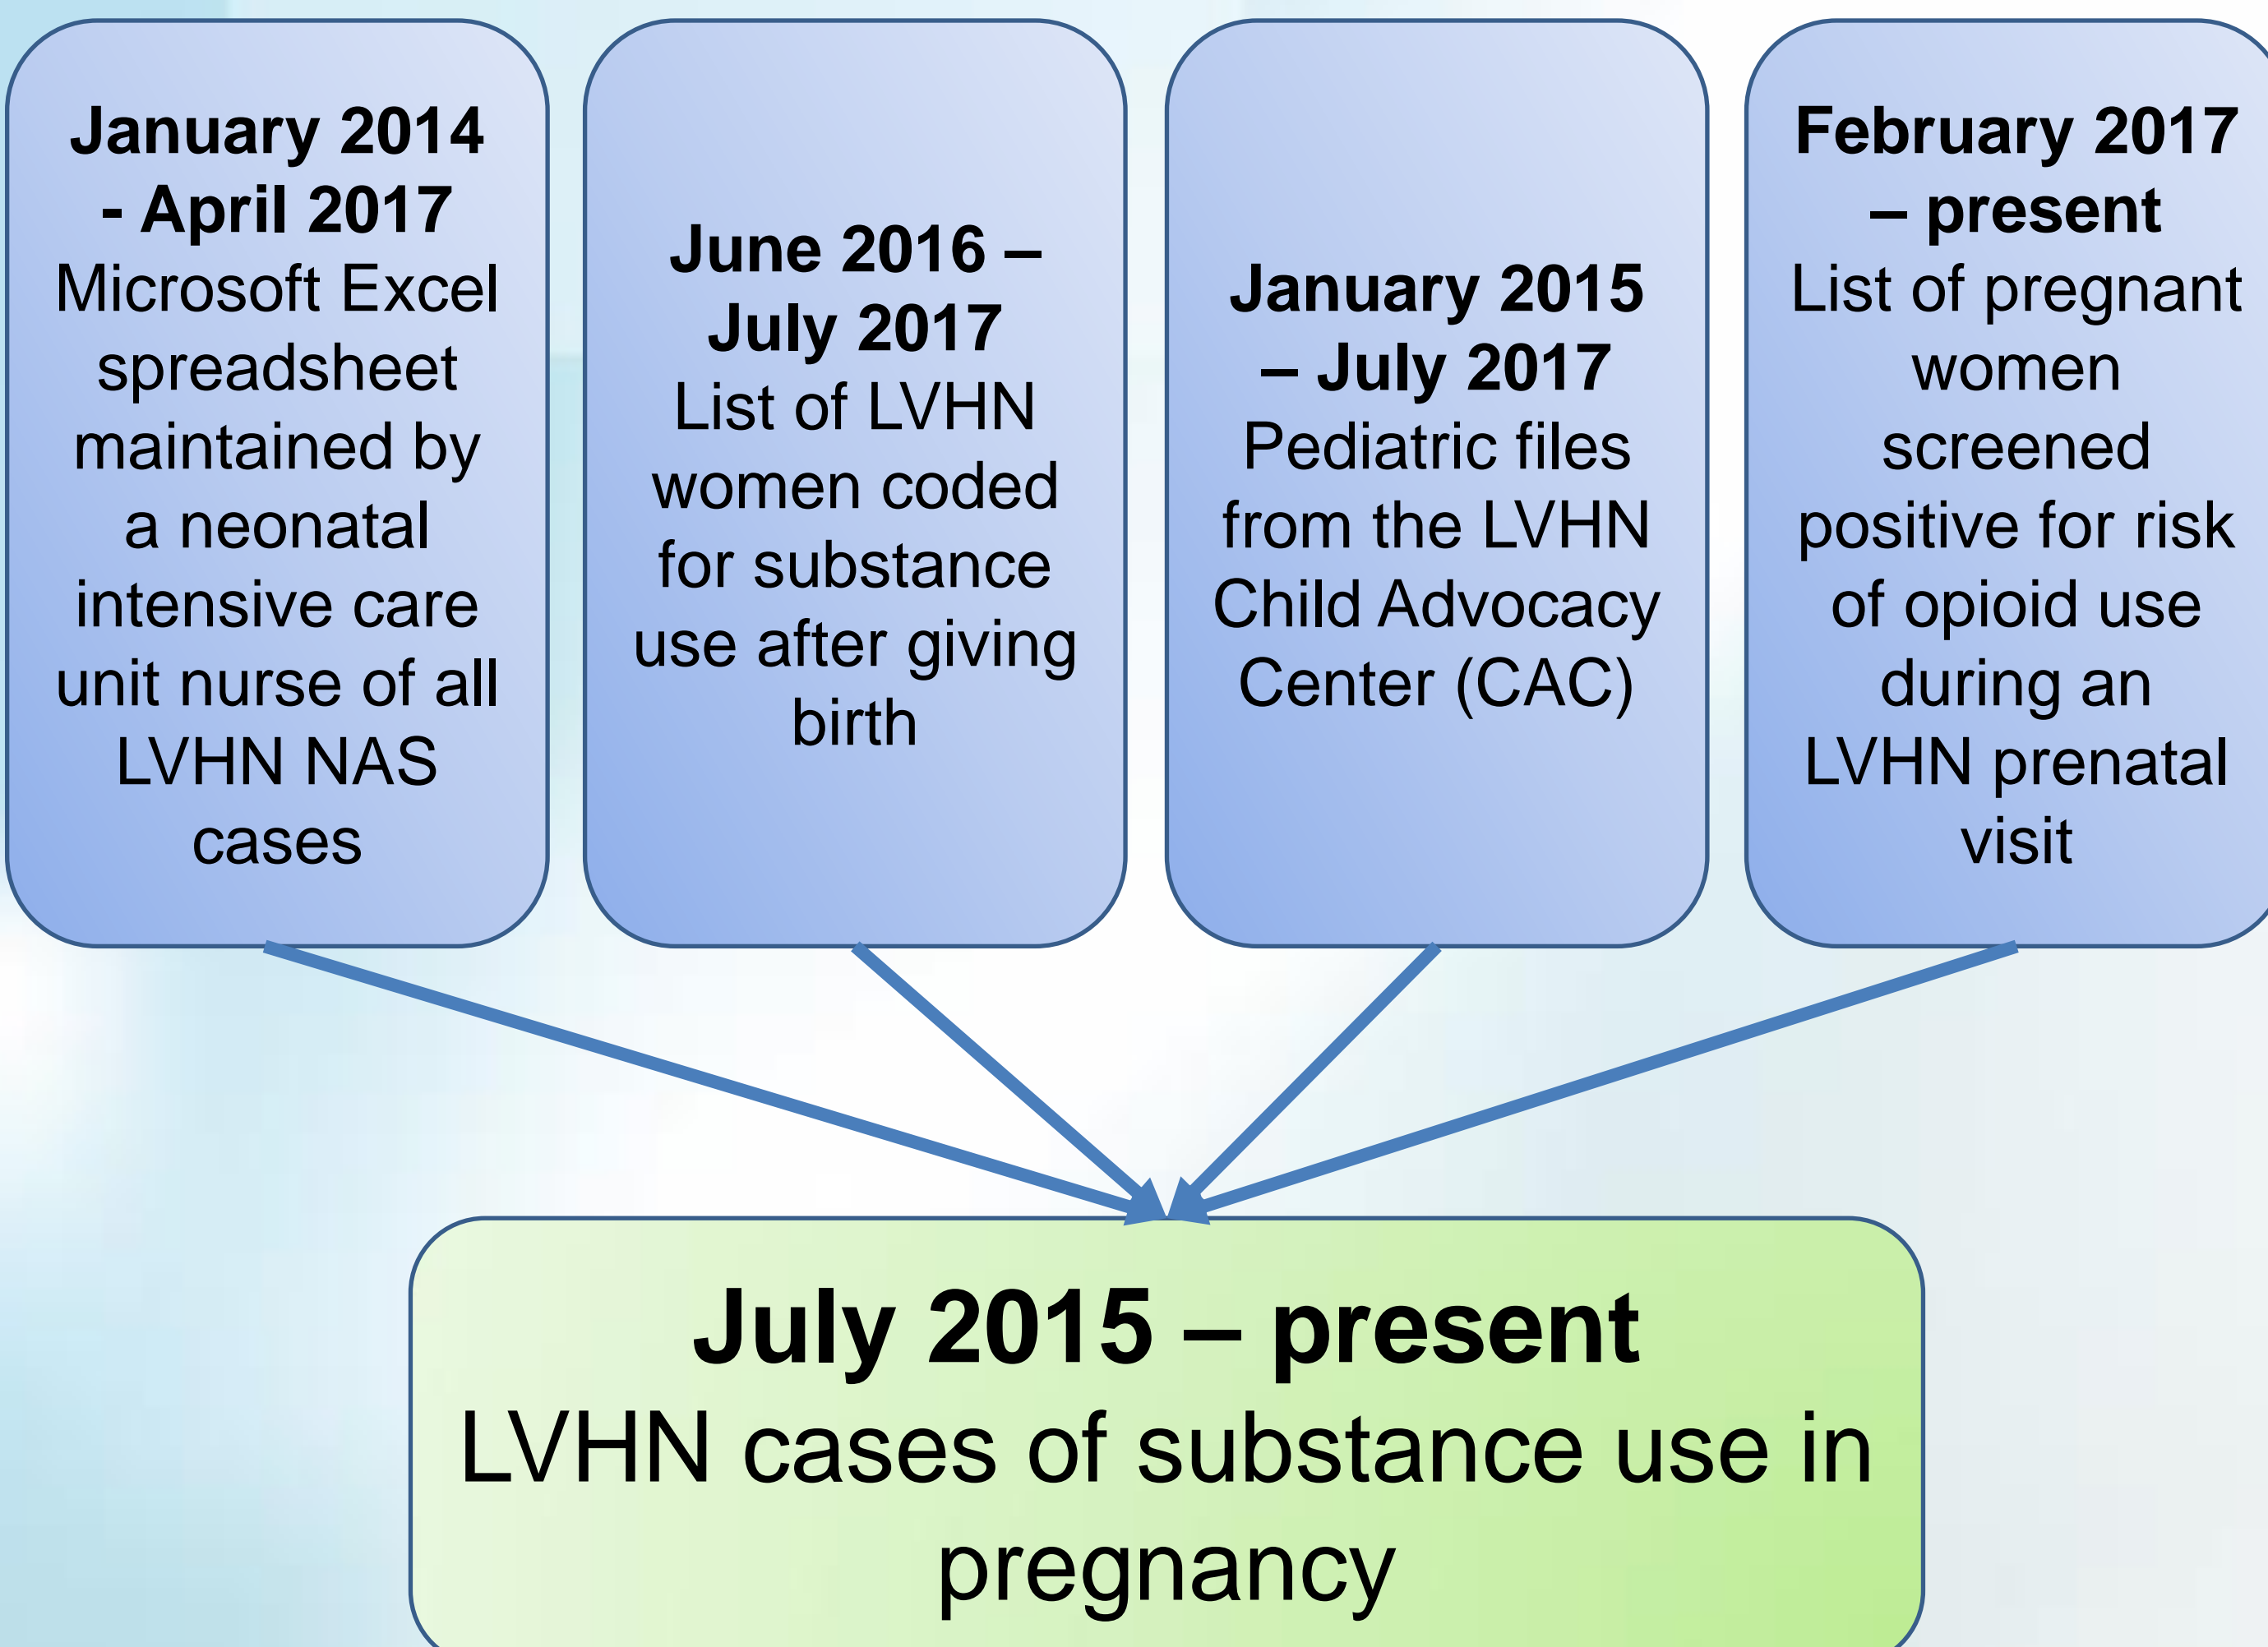 January 2014
- April 2017
Microsoft Excel
spreadsheet
maintained by
a neonatal
intensive care
unit nurse of all
LVHN NAS
cases
June 2016 –
July 2017
List of LVHN
women coded
for substance
use after giving
birth
January 2015
– July 2017
Pediatric files
from the LVHN
Child Advocacy
Center (CAC)
February 2017
– present
List of pregnant
women
screened
positive for risk
of opioid use
during an
LVHN prenatal
visit
July 2015 – present
LVHN cases of substance use in
pregnancy